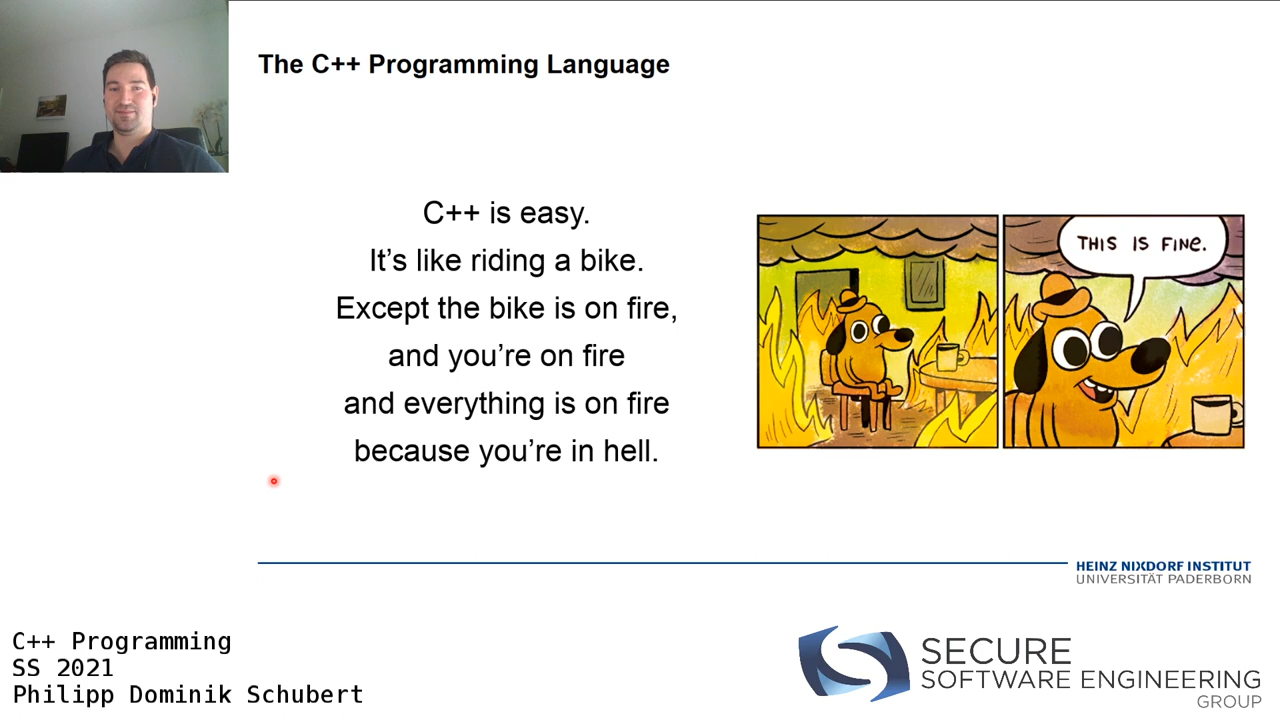 The C++ Programming Language
C++ is easy.
It's like riding a bike.
Except the bike is on fire,
and you're on fire
and everything is on fire
because you're in hell.
THIS IS FINE.
HEINZ NIXDORF INSTITUT
UNIVERSITÄT PADERBORN
C++ Programming
SS 2021
Philipp Dominik Schubert
SECURE
SOFTWARE ENGINEERING
GROUP